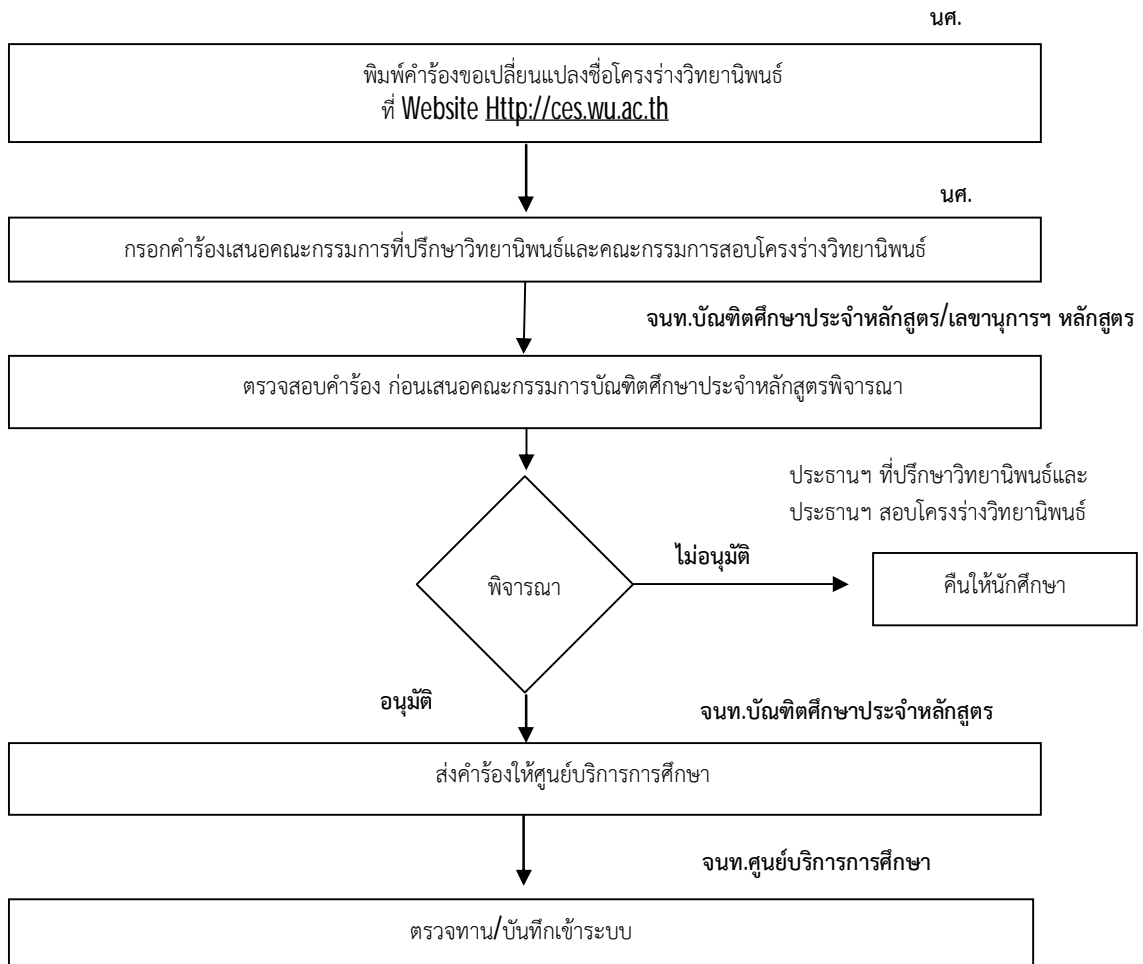 นศ.
พิมพ์คำร้องขอเปลี่ยนแปลงชื่อโครงร่างวิทยานิพนธ์
ที่ Website Http://ces.wu.ac.th
นศ.
กรอกคำร้องเสนอคณะกรรมการที่ปรึกษาวิทยานิพนธ์และคณะกรรมการสอบโครงร่างวิทยานิพนธ์
จนท.บัณฑิตศึกษาประจำหลักสูตร/เลขานุการฯ หลักสูตร
ตรวจสอบคำร้อง ก่อนเสนอคณะกรรมการบัณฑิตศึกษาประจำหลักสูตรพิจารณา
ประธานฯ ที่ปรึกษาวิทยานิพนธ์และ
ประธานฯ สอบโครงร่างวิทยานิพนธ์
ไม่อนุมัติ
พิจารณา
คืนให้นักศึกษา
อนุมัติ
จนท.บัณฑิตศึกษาประจำหลักสูตร
ส่งคำร้องให้ศูนย์บริการการศึกษา
จนท.ศูนย์บริการการศึกษา
ตรวจทาน/บันทึกเข้าระบบ